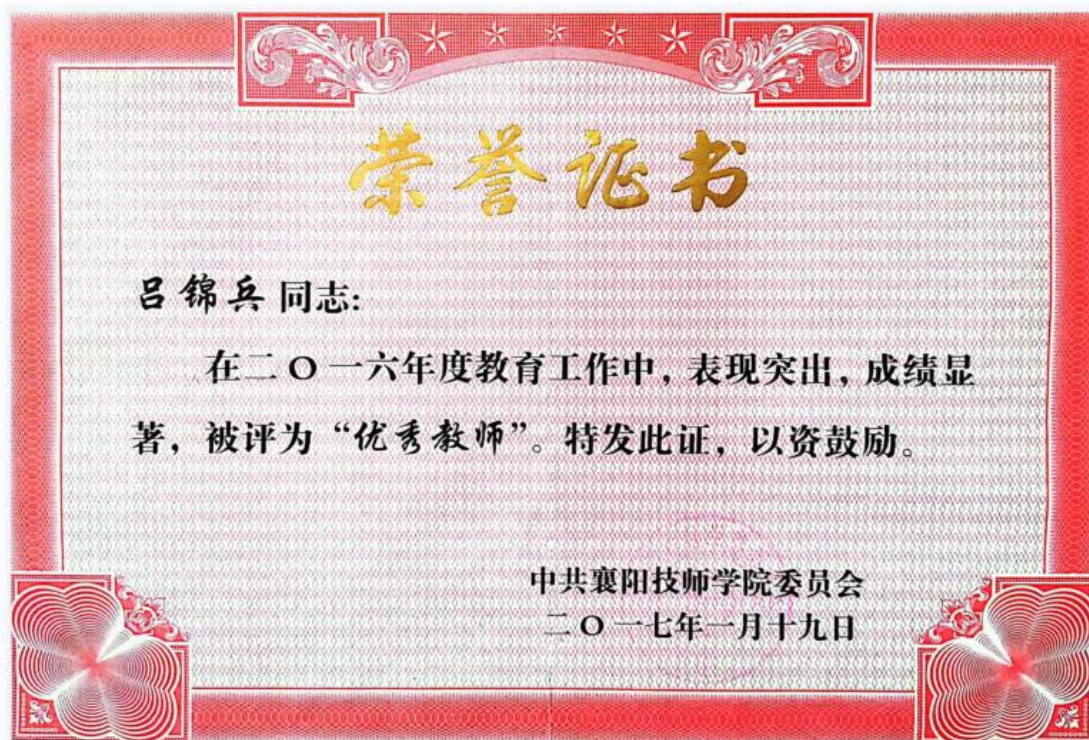 荣誉证书
吕锦兵同志:
在二〇一六年度教育工作中，表现突出，成绩显
著，被评为“优秀教师”。特发此证，以资鼓励。
中共襄阳技师学院委员会
二〇一七年一月十九日